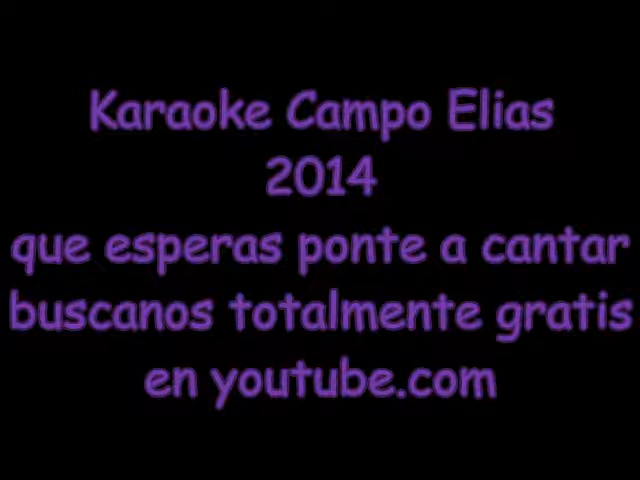 Karaoke Campo Elias
2014
que esperas ponte a cantar
buscanos totalmente gratis
en youtube.com